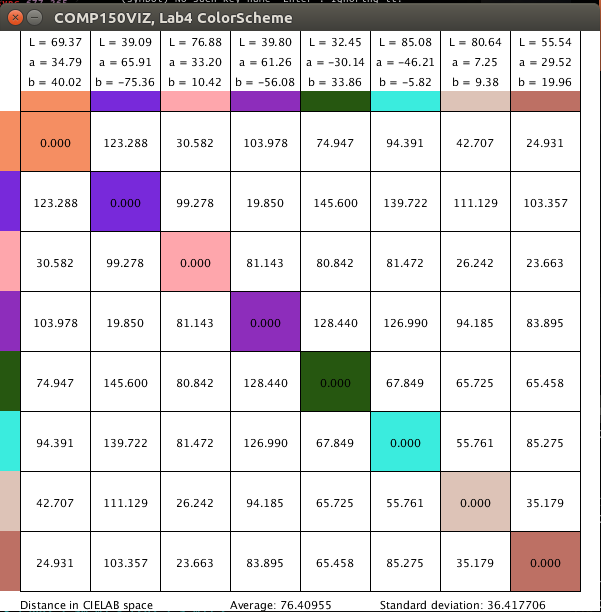 COMP150VIZ, Lab4 ColorScheme
L = 69.37 L = 39.09 L = 76.88 L = 39.80 L = 32.45 L = 85.08 L = 80.64 L = 55.54
a = 34.79 a = 65.91 a = 33.20 a = 61.26 a = −30.14 a = −46.21 a = 7.25 a = 29.52
b = 40.02 b = −75.36 b = 10.42 b = −56.08 b = 33.86 b = −5.82 b = 9.38 b = 19.96
0.000 123.288 30.582 103.978 74.947 94.391 42.707 24.931
123.288 0.000 99.278 19.850 145.600 139.722 111.129 103.357
30.582 99.278 0.000 81.143 80.842 81.472 26.242 23.663
103.978 19.850 81.143 0.000 128.440 126.990 94.185 83.895
74.947 145.600 80.842 128.440 0.000 67.849 65.725 65.458
94.391 139.722 81.472 126.990 67.849 0.000 55.761 85.275
42.707 111.129 26.242 94.185 65.725 55.761 0.000 35.179
24.931 103.357 23.663 83.895 65.458 85.275 35.179 0.000
Distance in CIELAB space Average: 76.40955 Standard deviation: 36.417706